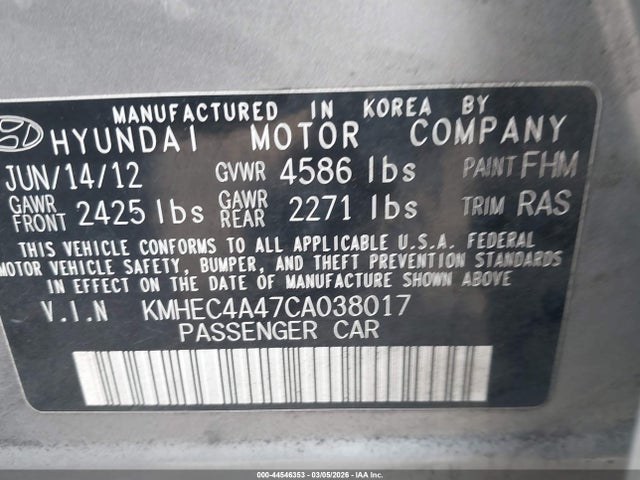 MANUFACTURED IN KOREA BY
HYUNDAI MOTOR COMPANY
JUN/14/12 GVWR 4586 lbs PAINT FHM
GAWR FRONT 2425 lbs GAWR REAR 2271 lbs TRIM RAS
THIS VEHICLE CONFORMS TO ALL APPLICABLE U.S.A. FEDERAL
MOTOR VEHICLE SAFETY, BUMPER, AND THEFT PREVENTION STANDARDS
IN EFFECT ON THE DATE OF MANUFACTURE SHOWN ABOVE
V.I.N KMHEC4A47CA038017
PASSENGER CAR
000-44546353 | 03/05/2026 - IAA Inc.